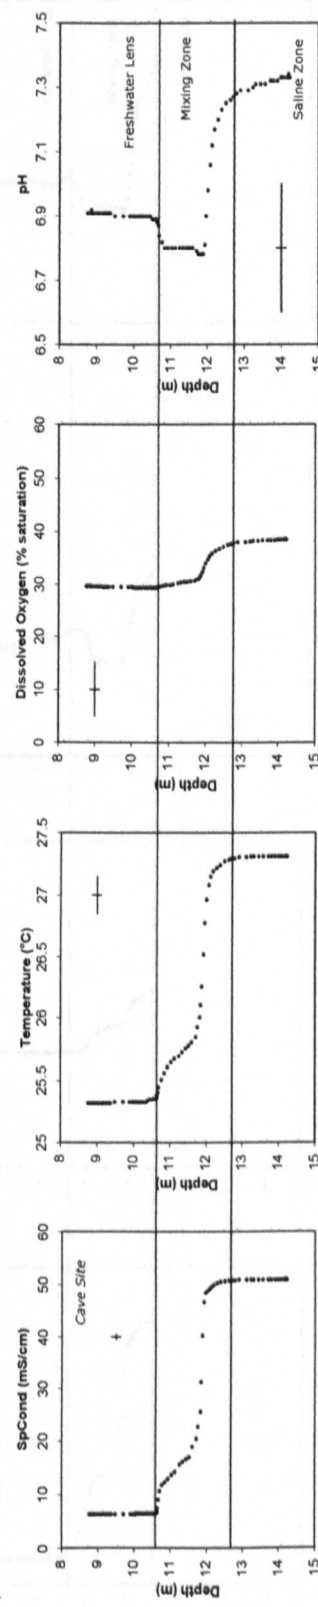 SpCond (mS/cm)
0 10 20 30 40 50 60
8
9
10
11
12
13
14
15
Depth (m)
Cave Site
Temperature (°C)
25 25.5 26 26.5 27 27.5
8
9
10
11
12
13
14
15
Depth (m)
Dissolved Oxygen (% saturation)
0 10 20 30 40 50 60
8
9
10
11
12
13
14
15
Depth (m)
pH
6.5 6.7 6.9 7.1 7.3 7.5
8
9
10
11
12
13
14
15
Depth (m)
Freshwater Lens
Mixing Zone
Saline Zone